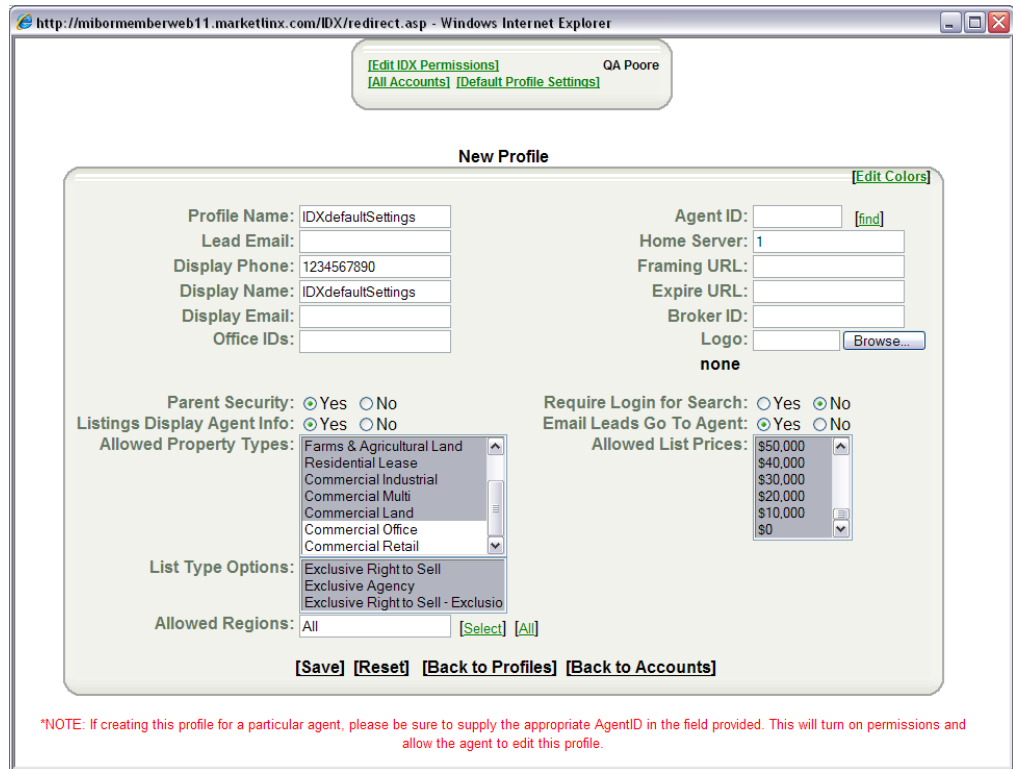 http://mibormemberweb11.marketlinx.com/IDX/redirect.asp - Windows Internet Explorer
[Edit IDX Permissions] QA Poore
[All Accounts] [Default Profile Settings]
New Profile
[Edit Colors]
Profile Name: IDXdefaultSettings Agent ID: [find]
Lead Email: Home Server: 1
Display Phone: 1234567890 Framing URL:
Display Name: IDXdefaultSettings Expire URL:
Display Email: Broker ID:
Office IDs: Logo: Browse...
none
Parent Security: Yes No Require Login for Search: Yes No
Listings Display Agent Info: Yes No Email Leads Go To Agent: Yes No
Allowed Property Types: Farms & Agricultural Land Allowed List Prices: $50,000
Residential Lease $40,000
Commercial Industrial $30,000
Commercial Multi $20,000
Commercial Land $10,000
Commercial Office $0
Commercial Retail
List Type Options: Exclusive Right to Sell
Exclusive Agency
Exclusive Right to Sell - Exclusio
Allowed Regions: All [Select] [All]
[Save] [Reset] [Back to Profiles] [Back to Accounts]
*NOTE: If creating this profile for a particular agent, please be sure to supply the appropriate AgentID in the field provided. This will turn on permissions and
allow the agent to edit this profile.